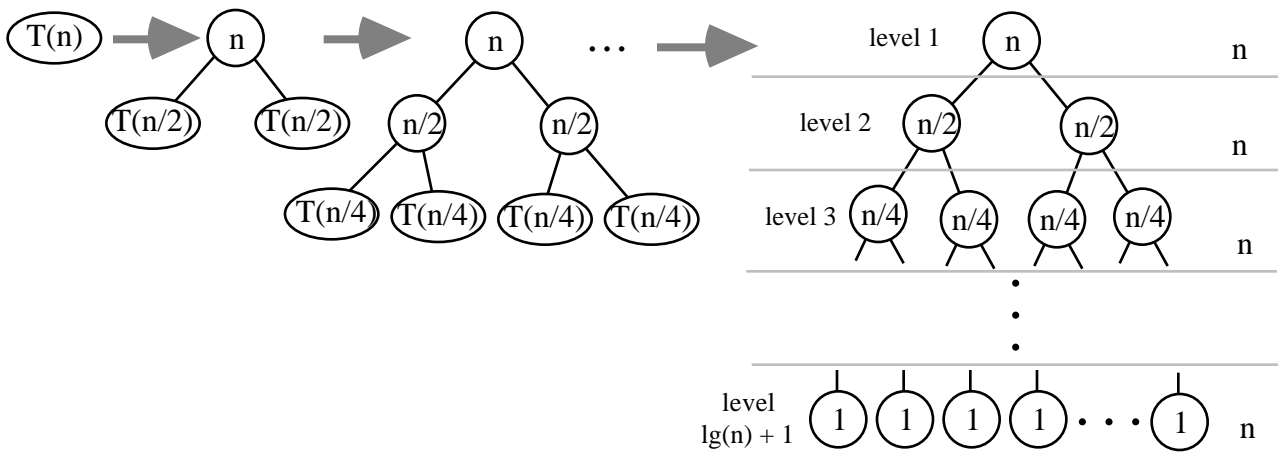 T(n)
n
T(n/2) T(n/2)
n
n/2 n/2
T(n/4) T(n/4) T(n/4) T(n/4)
...
level 1 n n
level 2 n/2 n/2 n
level 3 n/4 n/4 n/4 n/4 n
level
lg(n) + 1 1 1 1 1 ... 1 n